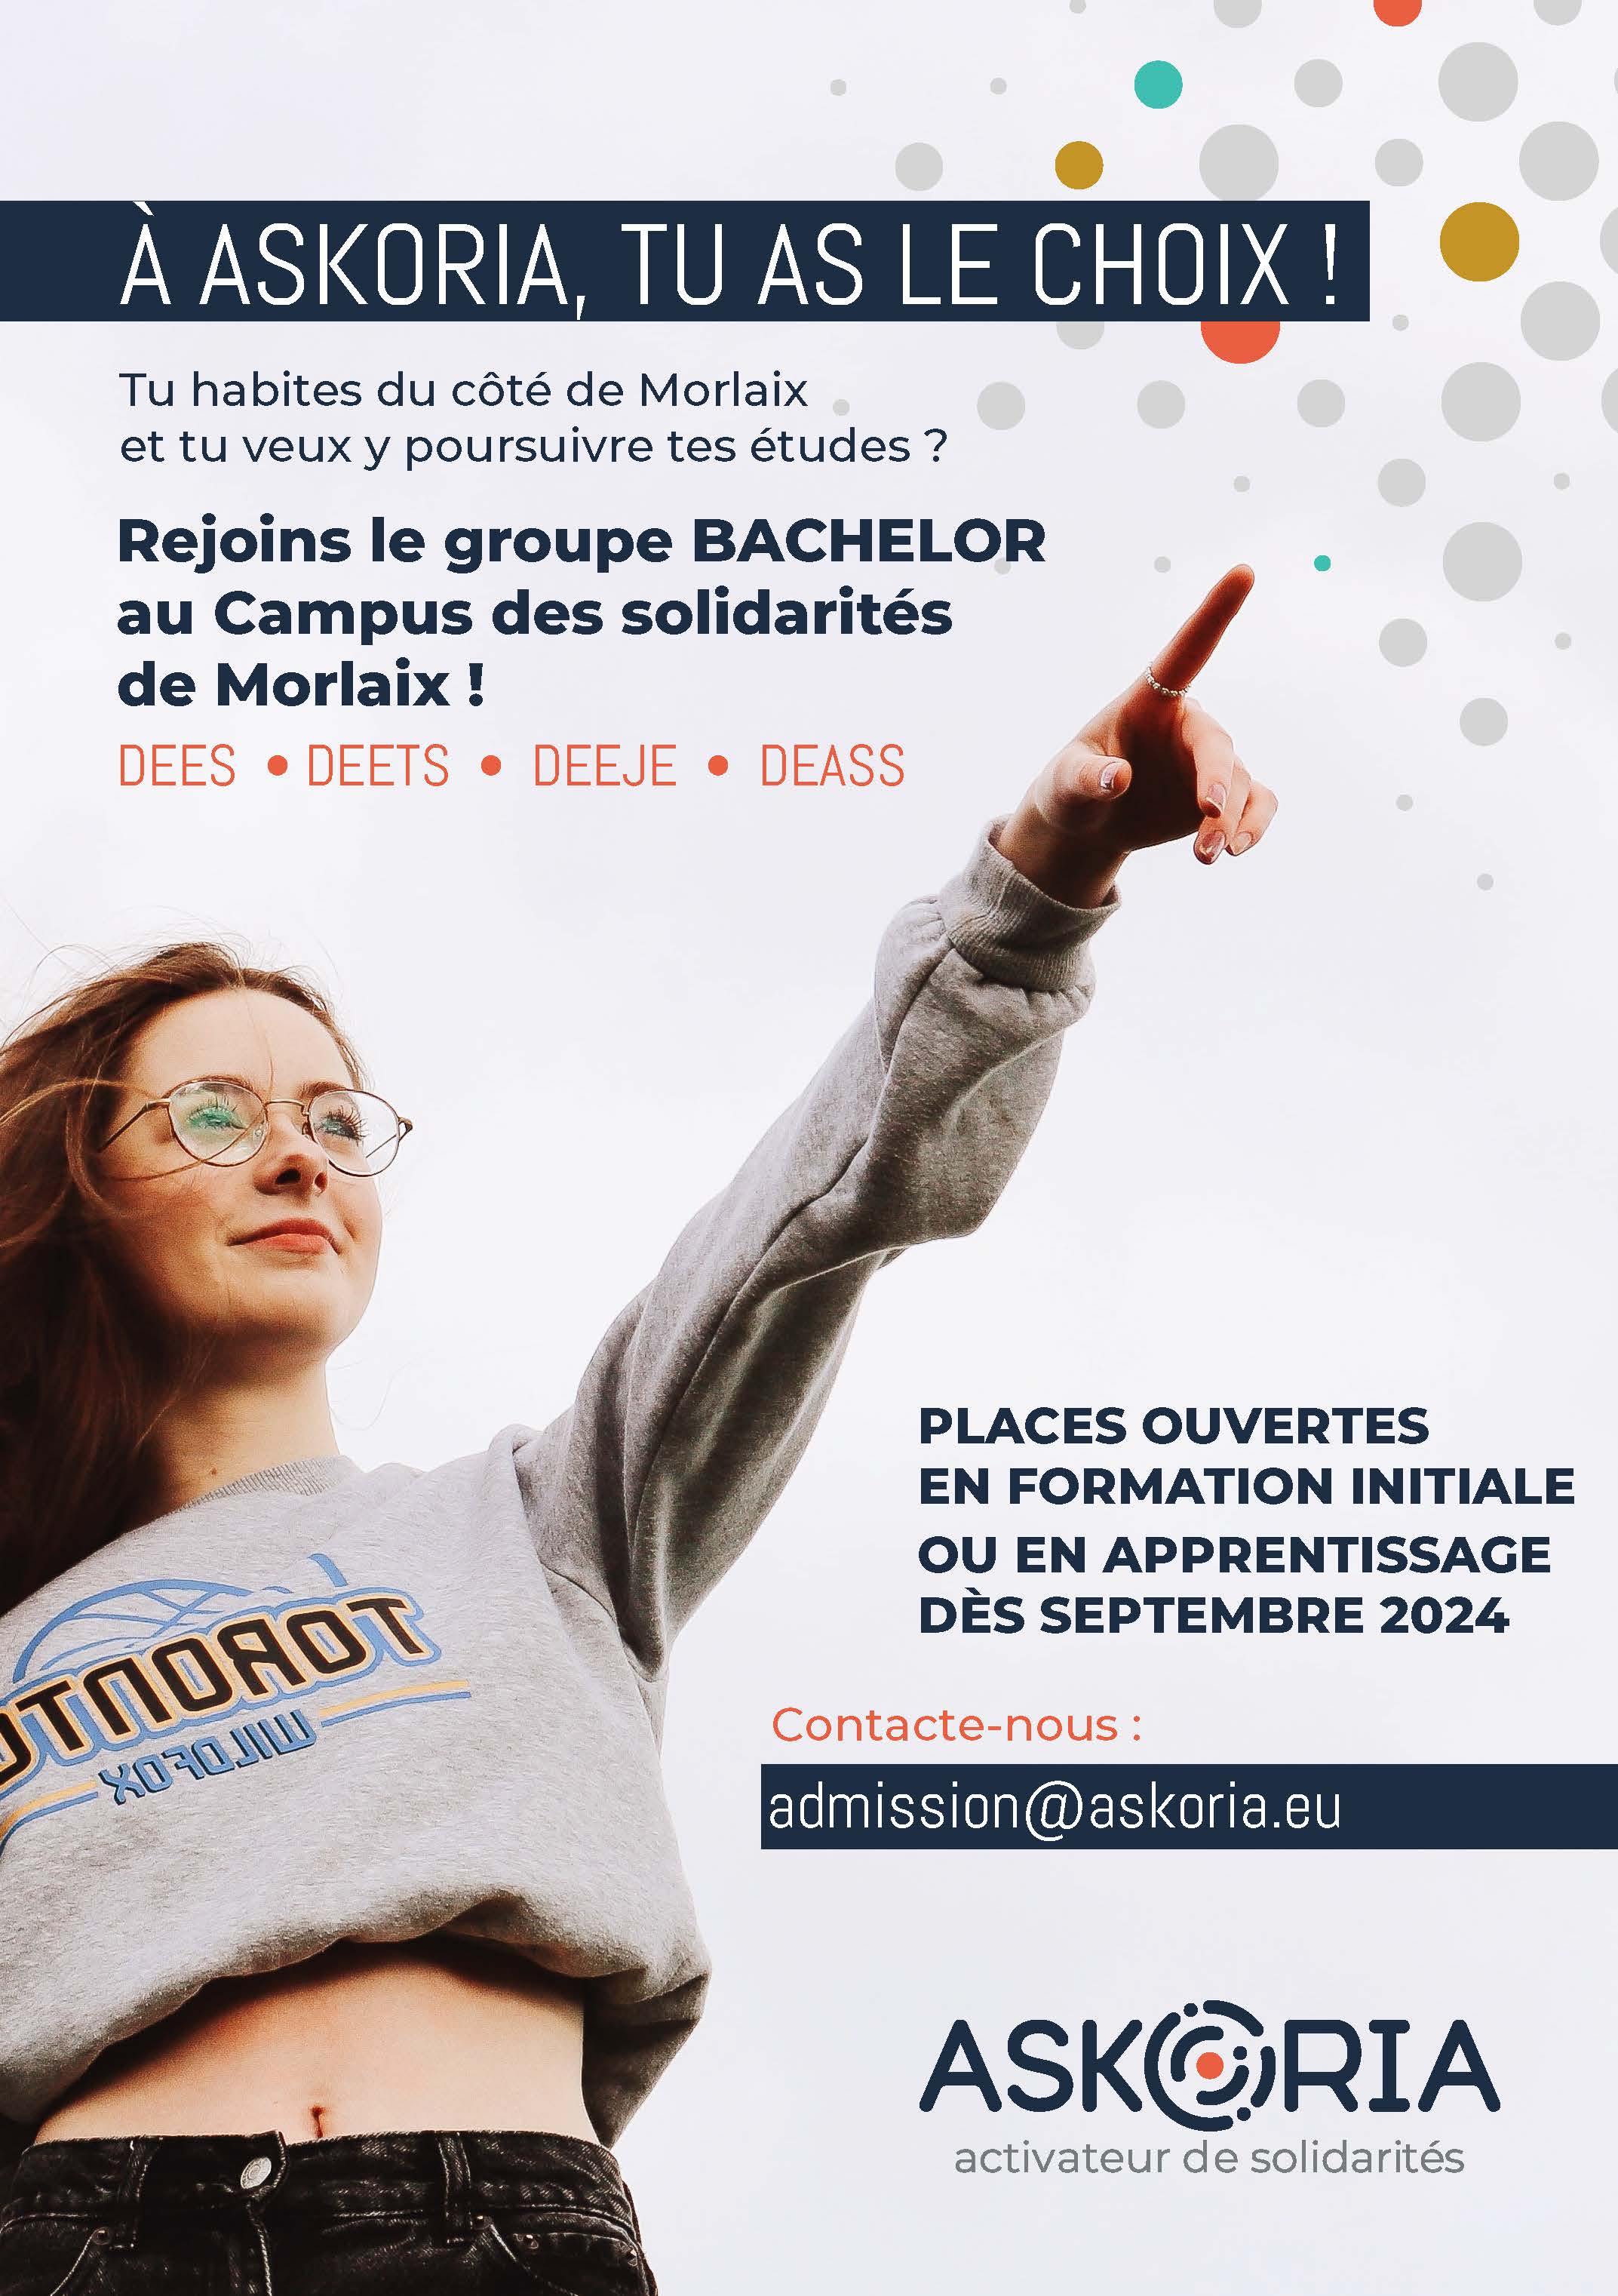 À ASKORIA, TU AS LE CHOIX !
Tu habites du côté de Morlaix
et tu veux y poursuivre tes études ?
Rejoins le groupe BACHELOR
au Campus des solidarités
de Morlaix !
DEES • DEETS • DEEJE • DEASS
PLACES OUVERTES
EN FORMATION INITIALE
OU EN APPRENTISSAGE
DÈS SEPTEMBRE 2024
TORONTO
WILDFOX
Contacte-nous :
admission@askoria.eu
ASKORIA
activateur de solidarités